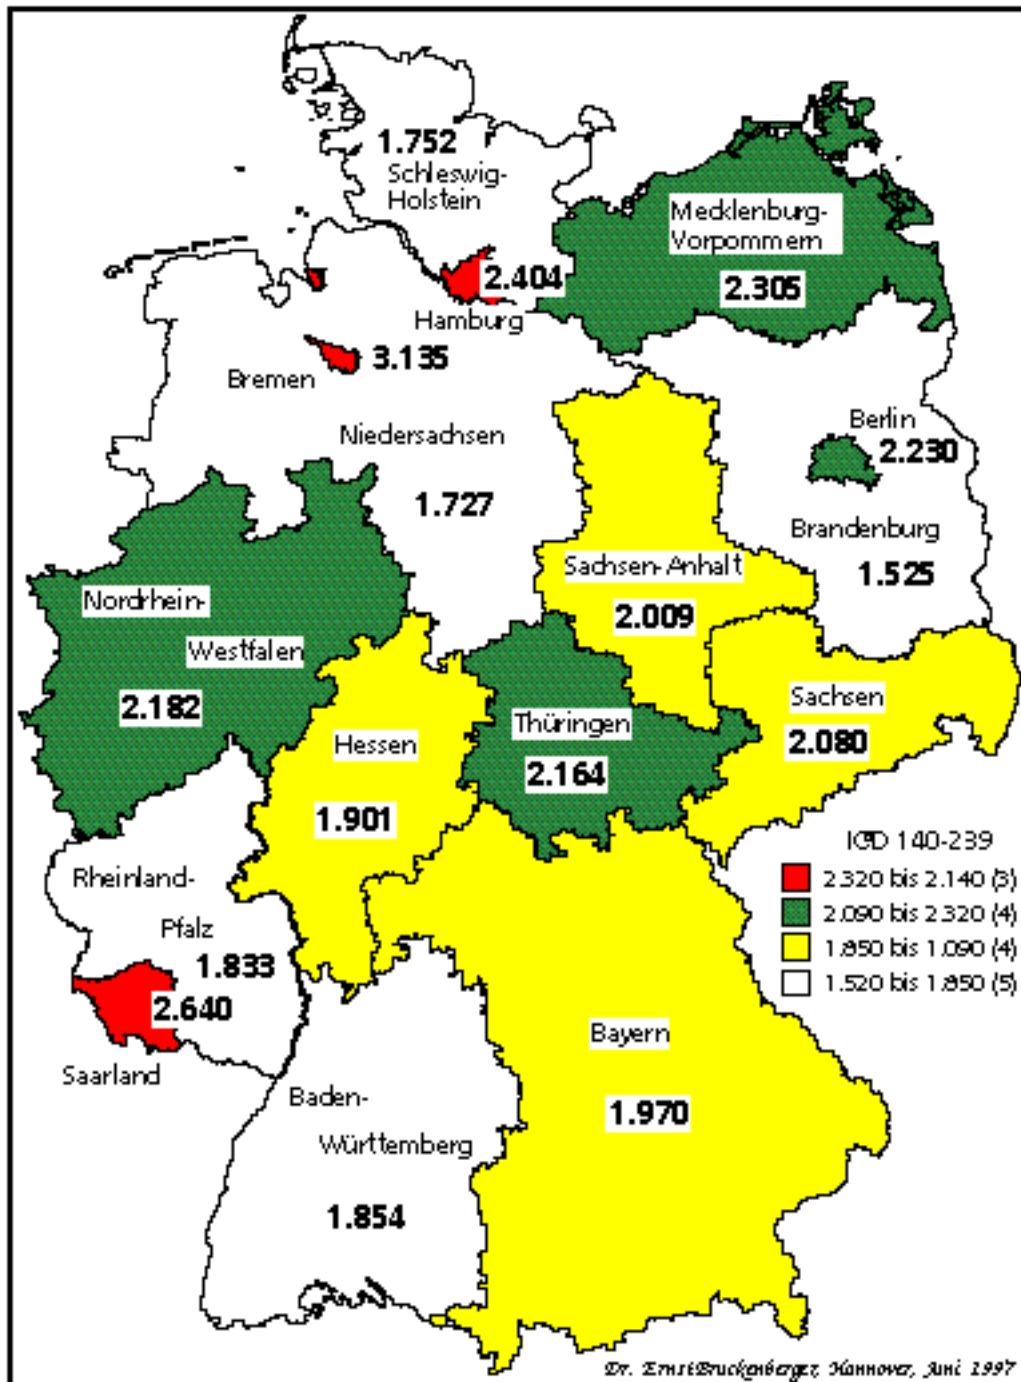 1.752
Schleswig-
Holstein
Mecklenburg-
Vorpommern
2.305
2.404
Hamburg
3.135
Bremen
Niedersachsen
1.727
Berlin
2.230
Brandenburg
1.525
Sachsen-Anhalt
2.009
Nordrhein-
Westfalen
2.182
Hessen
1.901
Thüringen
2.164
Sachsen
2.080
Rheinland-
Pfalz
1.833
2.640
Saarland
Baden-
Württemberg
1.854
Bayern
1.970
ICD 140-239
2.320 bis 2.140 (3)
2.090 bis 2.320 (4)
1.850 bis 1.090 (4)
1.520 bis 1.850 (5)
Dr. Ernst Bruckenberger, Hannover, Juni 1997